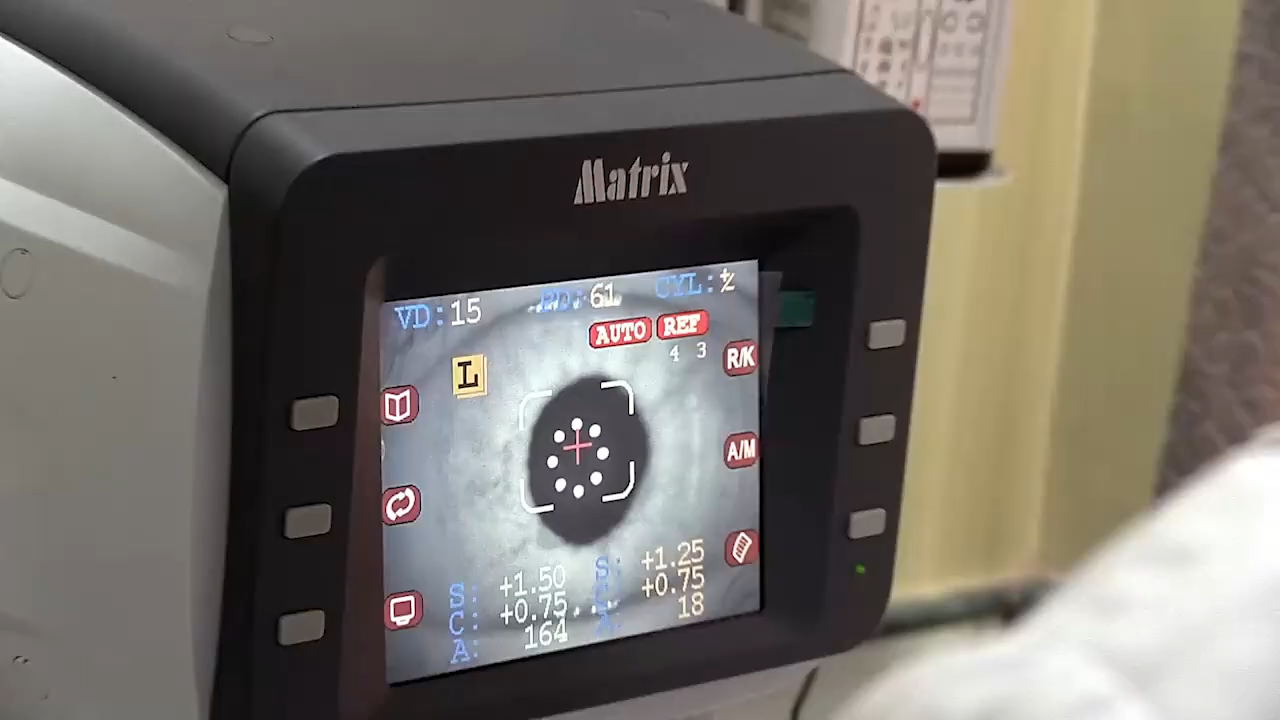 Matrix
VD:15 PD:61 CYL:±
AUTO REF
4 3
L
R/K
A/M
S: +1.50 S: +1.25
C: +0.75 +0.75
A: 164 18